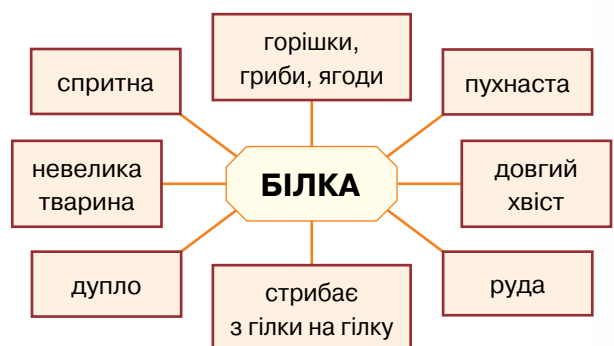 горішки,
гриби, ягоди
спритна
пухнаста
невелика
тварина
БІЛКА
довгий
хвіст
дупло
стрибає
з гілки на гілку
руда